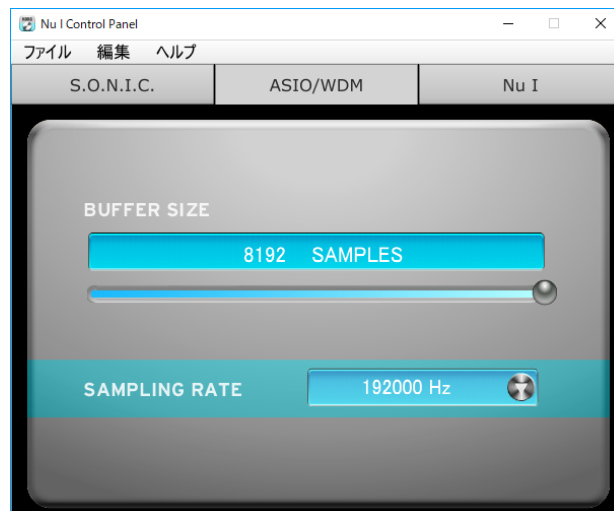 Nu I Control Panel
ファイル 編集 ヘルプ
S.O.N.I.C. ASIO/WDM Nu I
BUFFER SIZE
8192 SAMPLES
SAMPLING RATE 192000 Hz